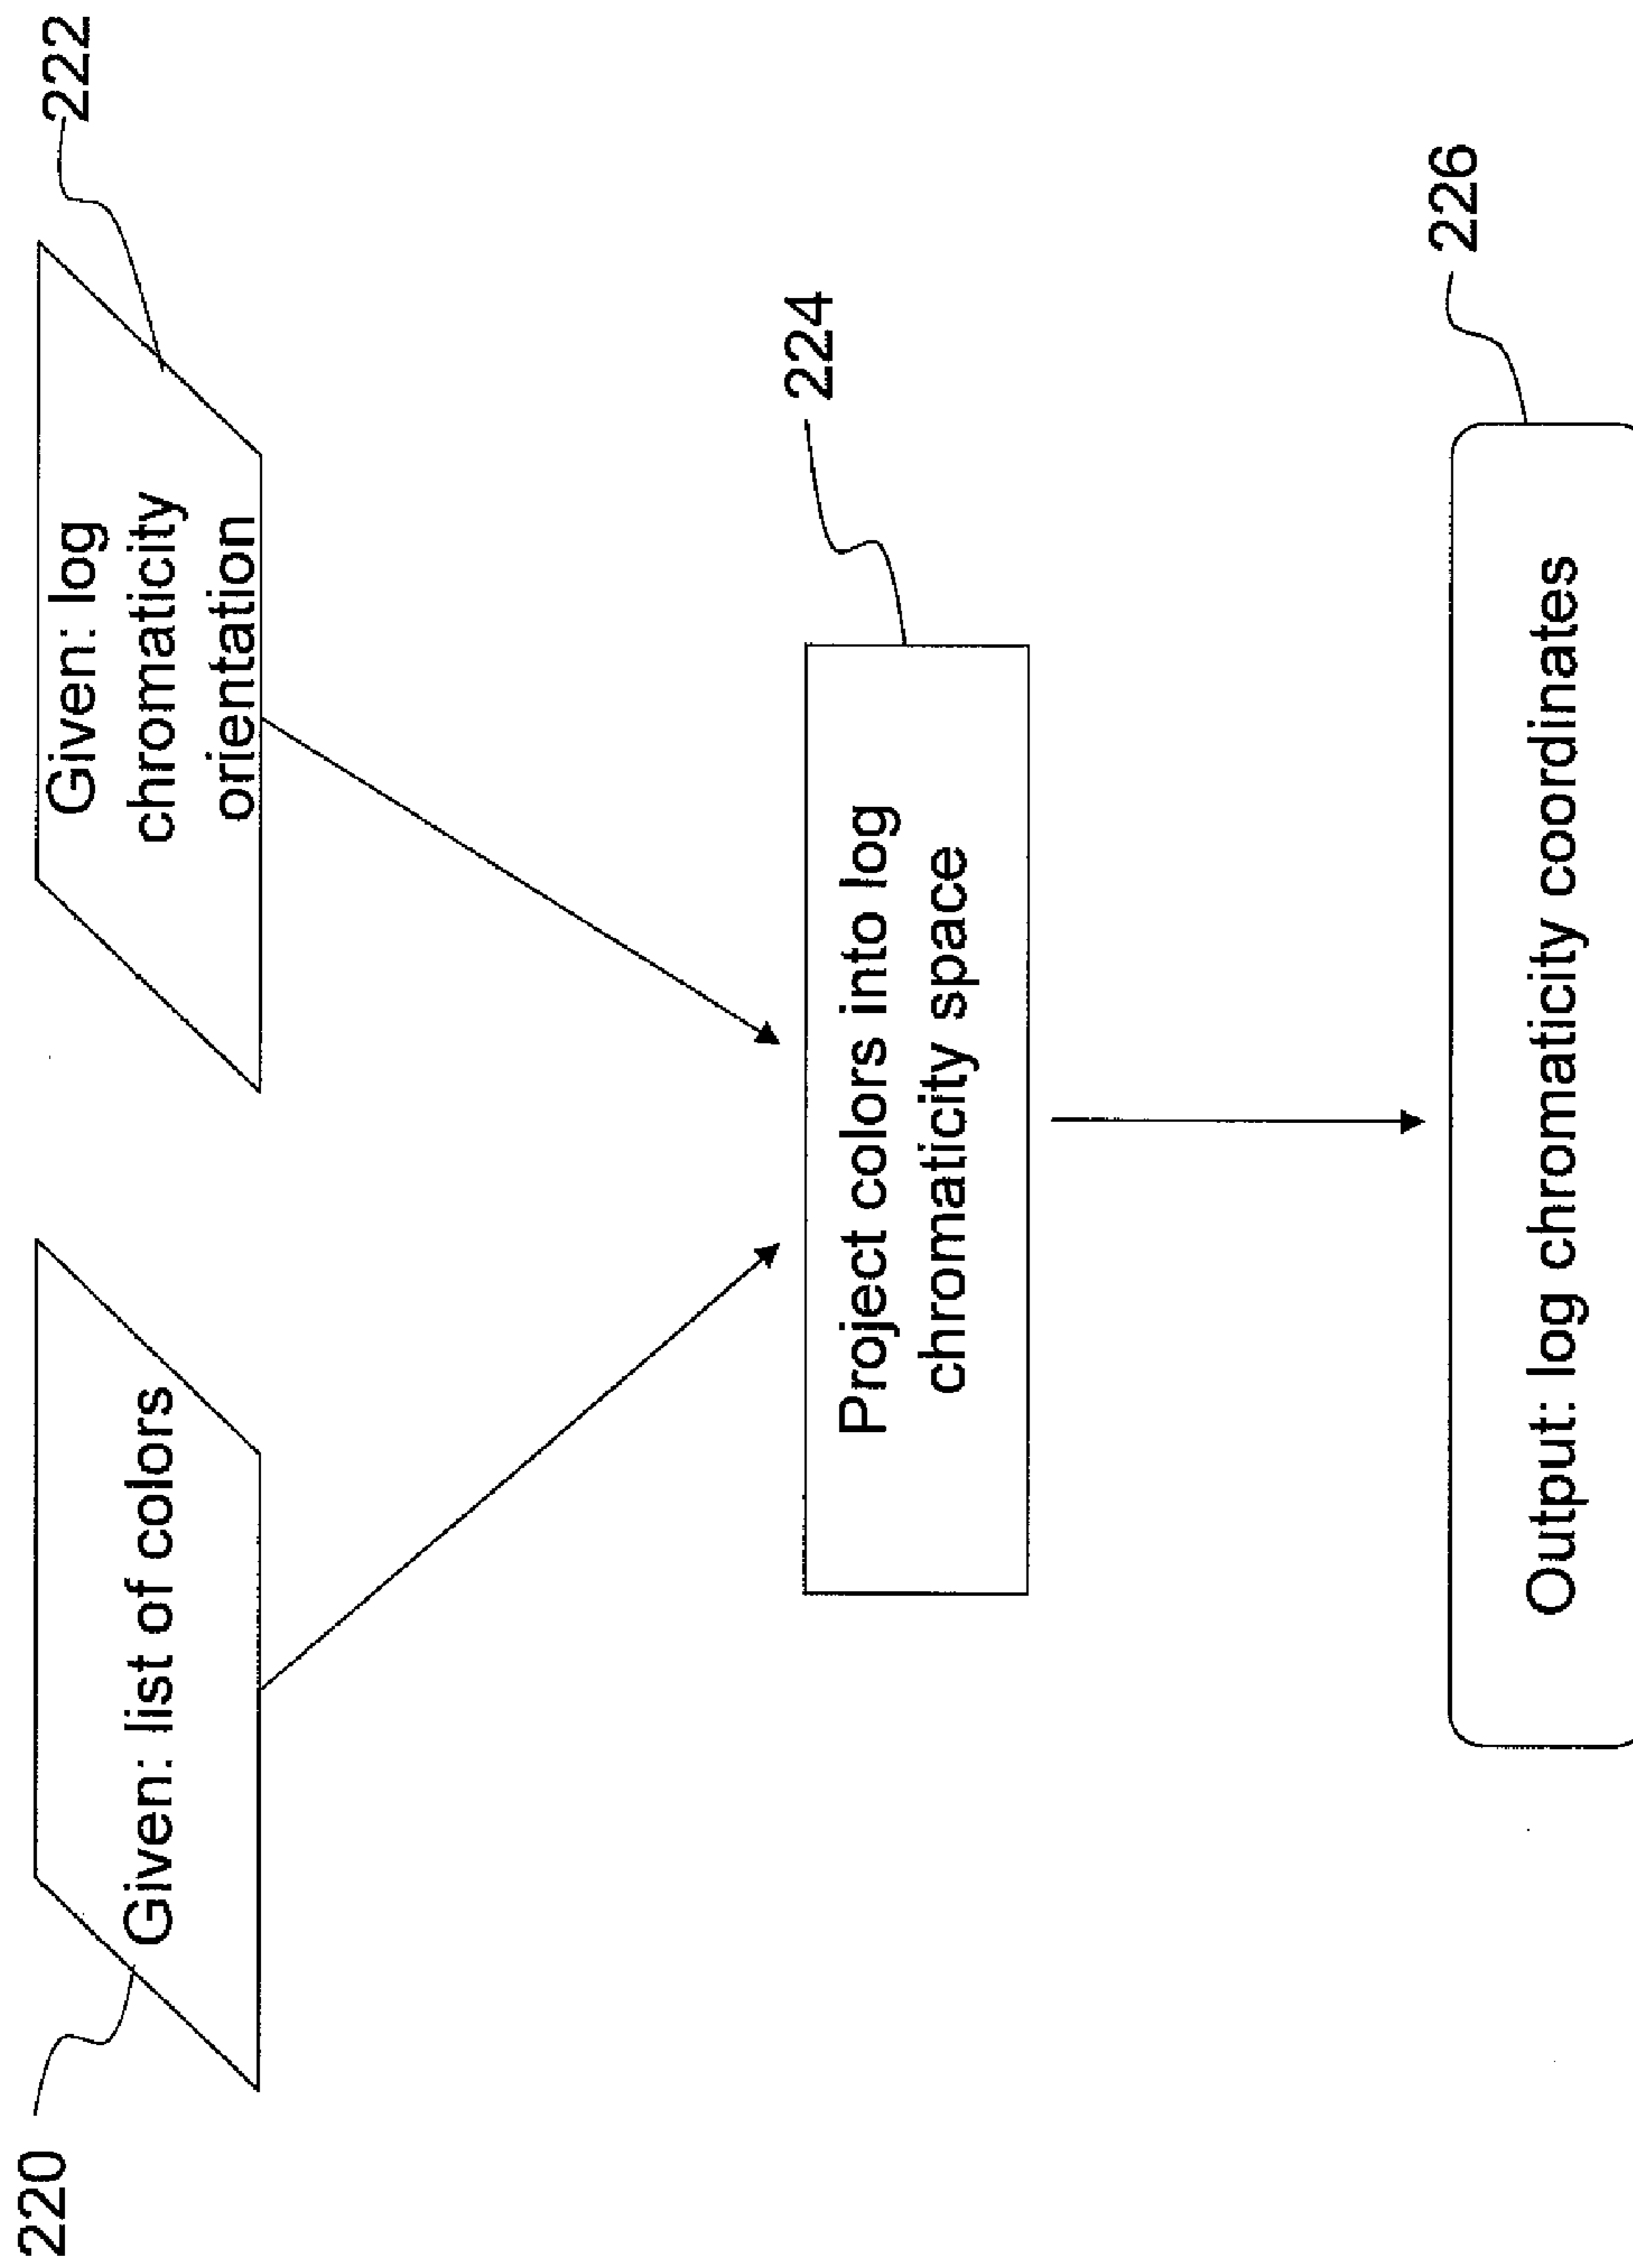 220
Given: list of colors
Given: log
chromaticity
orientation
222
Project colors into log
chromaticity space
224
Output: log chromaticity coordinates
226